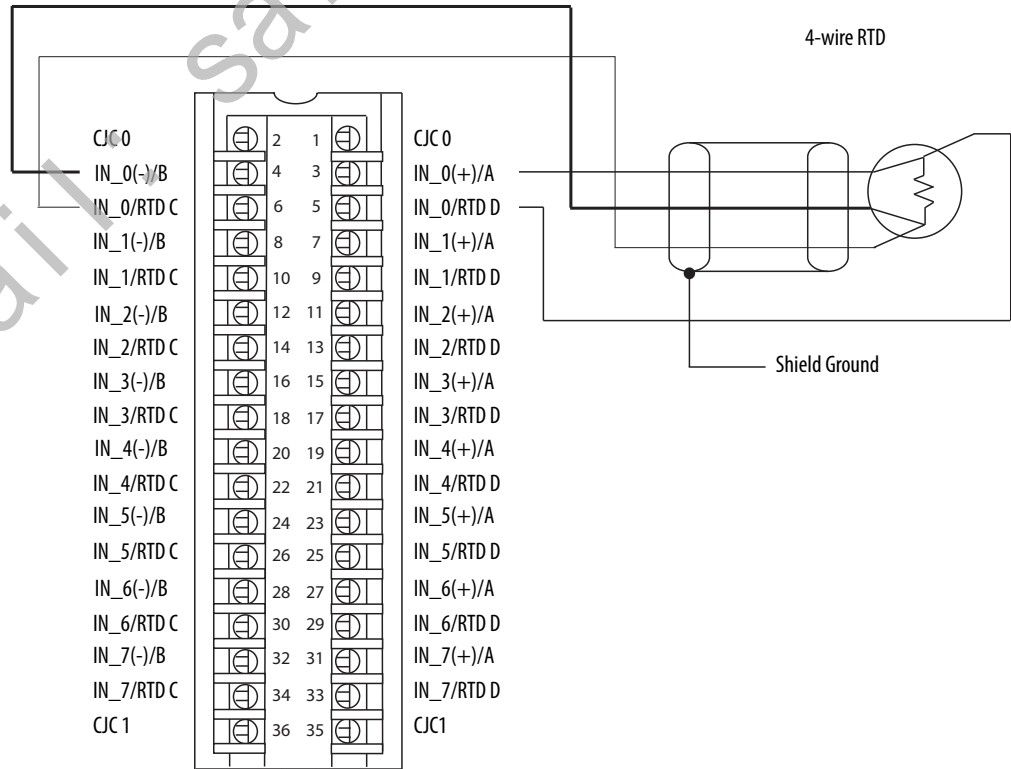 4-wire RTD
CJC 0 2 1 CJC 0
IN_0(-)/B 4 3 IN_0(+)/A
IN_0/RTD C 6 5 IN_0/RTD D
IN_1(-)/B 8 7 IN_1(+)/A
IN_1/RTD C 10 9 IN_1/RTD D
IN_2(-)/B 12 11 IN_2(+)/A
IN_2/RTD C 14 13 IN_2/RTD D
IN_3(-)/B 16 15 IN_3(+)/A
IN_3/RTD C 18 17 IN_3/RTD D
IN_4(-)/B 20 19 IN_4(+)/A
IN_4/RTD C 22 21 IN_4/RTD D
IN_5(-)/B 24 23 IN_5(+)/A
IN_5/RTD C 26 25 IN_5/RTD D
IN_6(-)/B 28 27 IN_6(+)/A
IN_6/RTD C 30 29 IN_6/RTD D
IN_7(-)/B 32 31 IN_7(+)/A
IN_7/RTD C 34 33 IN_7/RTD D
CJC 1 36 35 CJC1
Shield Ground